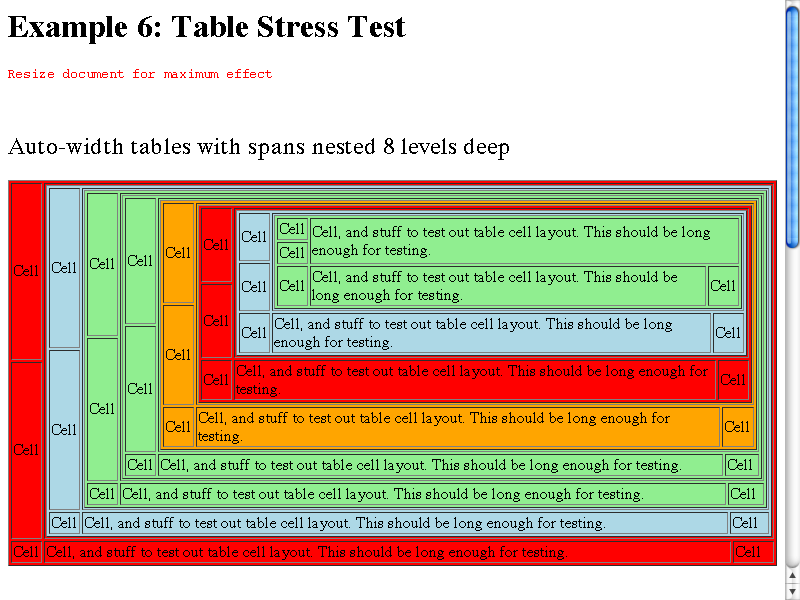 Example 6: Table Stress Test
Resize document for maximum effect
Auto-width tables with spans nested 8 levels deep
Cell
Cell
Cell
Cell
Cell
Cell
Cell
Cell
Cell, and stuff to test out table cell layout. This should be long
enough for testing.
Cell
Cell
Cell
Cell, and stuff to test out table cell layout. This should be
long enough for testing.
Cell
Cell
Cell
Cell, and stuff to test out table cell layout. This should be long
enough for testing.
Cell
Cell
Cell
Cell, and stuff to test out table cell layout. This should be long enough for
testing.
Cell
Cell
Cell
Cell, and stuff to test out table cell layout. This should be long enough for
testing.
Cell
Cell
Cell
Cell, and stuff to test out table cell layout. This should be long enough for testing.
Cell
Cell
Cell
Cell, and stuff to test out table cell layout. This should be long enough for testing.
Cell
Cell
Cell
Cell, and stuff to test out table cell layout. This should be long enough for testing.
Cell
Cell
Cell
Cell, and stuff to test out table cell layout. This should be long enough for testing.
Cell